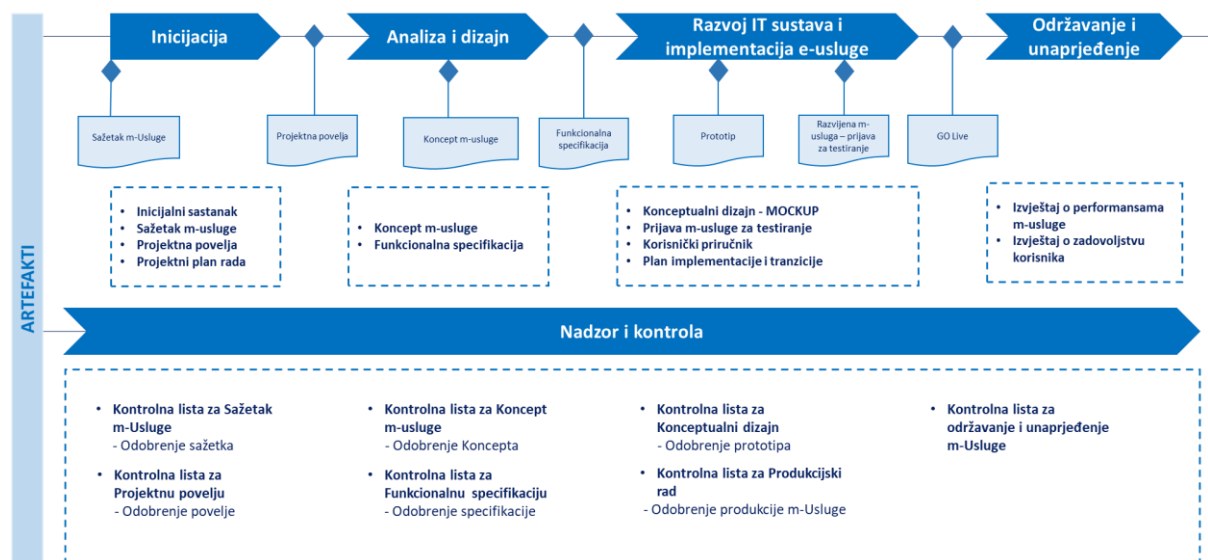 Inicijacija
Analiza i dizajn
Razvoj IT sustava i
implementacija e-usluge
Održavanje i
unaprjeđenje
Sažetak m-Usluge
Projektna povelja
Koncept m-usluge
Funkcionalna
specifikacija
Prototip
Razvijena m-
usluga – prijava
za testiranje
GO Live
• Inicijalni sastanak
• Sažetak m-usluge
• Projektna povelja
• Projektni plan rada
• Koncept m-usluge
• Funkcionalna specifikacija
• Konceptualni dizajn - MOCKUP
• Prijava m-usluge za testiranje
• Korisnički priručnik
• Plan implementacije i tranzicije
• Izvještaj o performansama
m-usluge
• Izvještaj o zadovoljstvu
korisnika
ARTEFAKTI
Nadzor i kontrola
• Kontrolna lista za Sažetak
m-Usluge
- Odobrenje sažetka
• Kontrolna lista za
Projektnu povelju
- Odobrenje povelje
• Kontrolna lista za Koncept
m-usluge
- Odobrenje Koncepta
• Kontrolna lista za
Funkcionalnu specifikaciju
- Odobrenje specifikacije
• Kontrolna lista za
Konceptualni dizajn
- Odobrenje prototipa
• Kontrolna lista za Produkcijski
rad
- Odobrenje produkcije m-Usluge
• Kontrolna lista za
održavanje i unaprjeđenje
m-Usluge